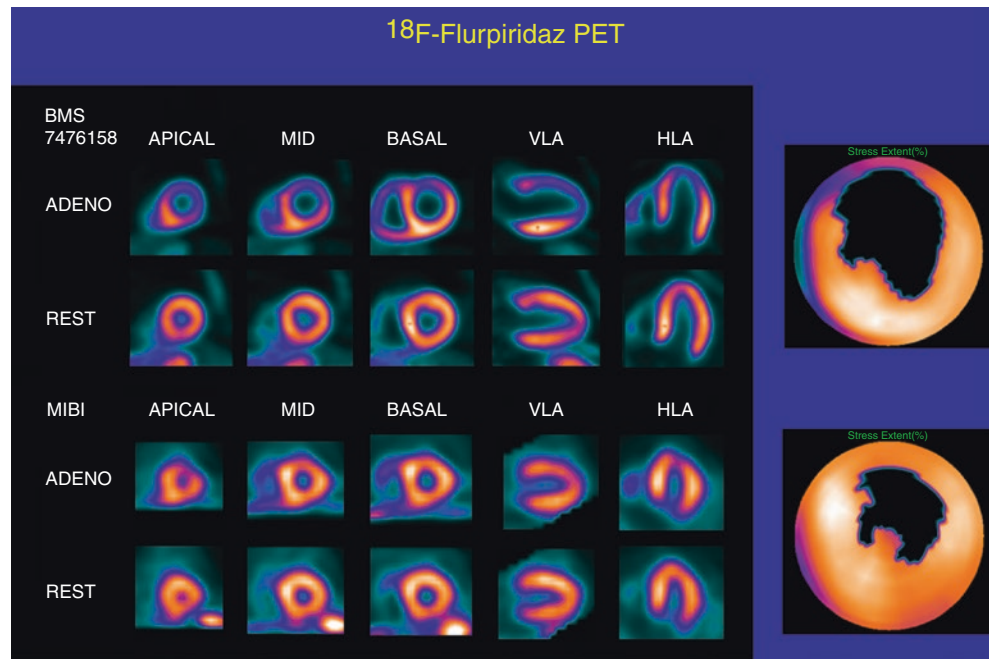 18F-Flurpiridaz PET
BMS
7476158 APICAL MID BASAL VLA HLA
ADENO
REST
MIBI APICAL MID BASAL VLA HLA
ADENO
REST
Stress Extent(%)
Stress Extent(%)